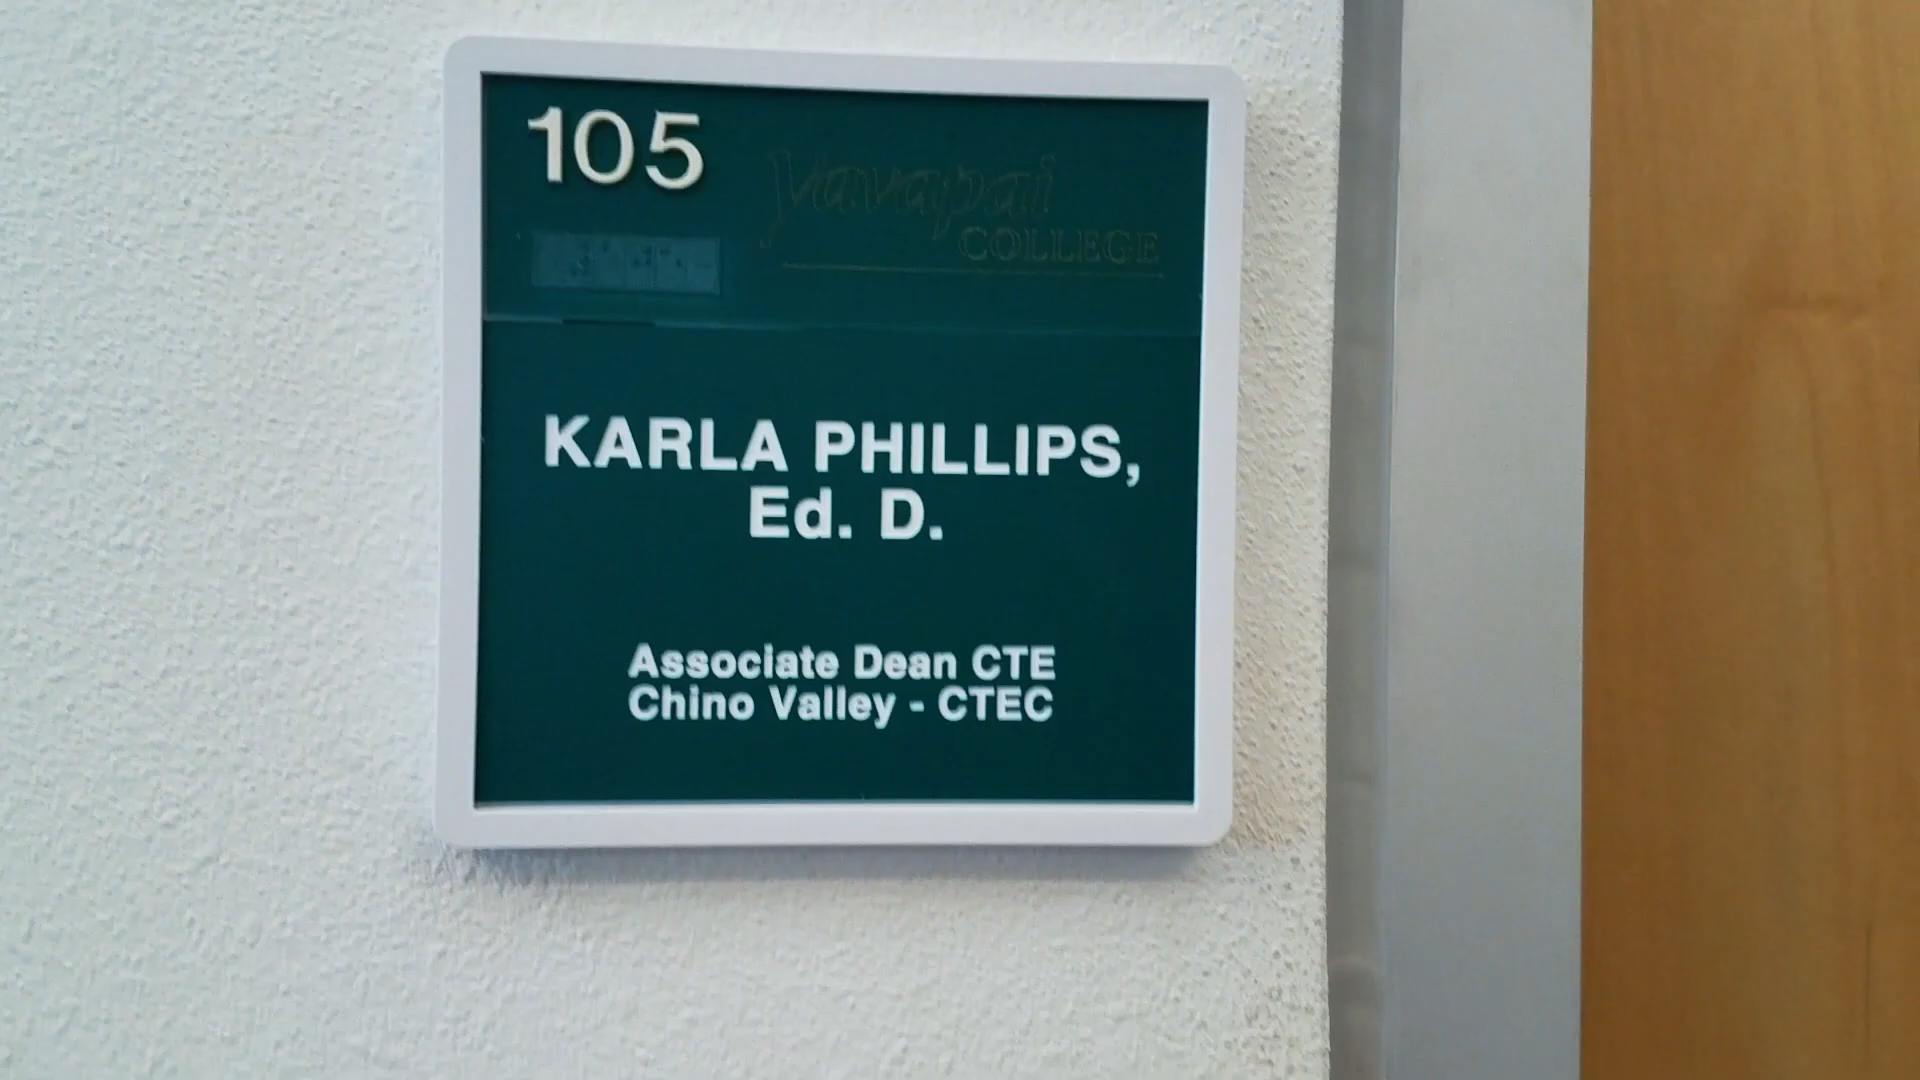 105
Yavapai
COLLEGE
KARLA PHILLIPS,
Ed. D.
Associate Dean CTE
Chino Valley - CTEC